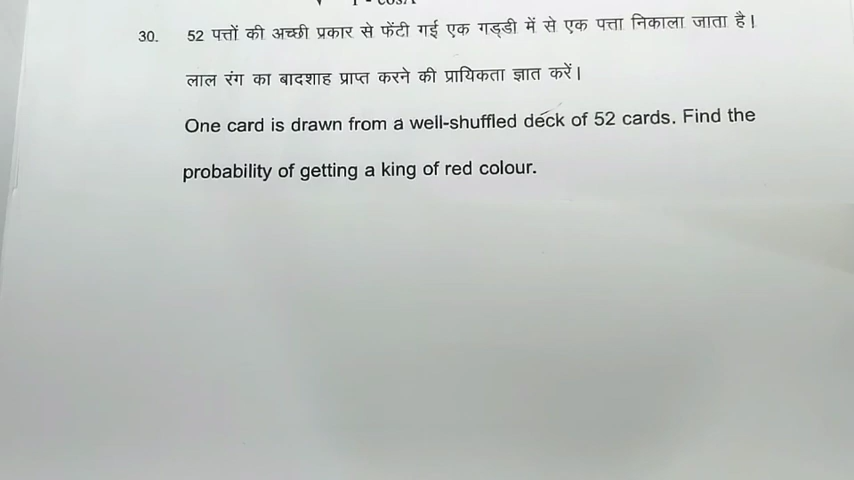 30. 52 पत्तों की अच्छी प्रकार से फेंटी गई एक गड्डी में से एक पत्ता निकाला जाता है।
लाल रंग का बादशाह प्राप्त करने की प्रायिकता ज्ञात करें।
One card is drawn from a well-shuffled deck of 52 cards. Find the
probability of getting a king of red colour.